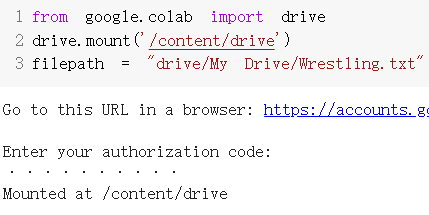 1 from google.colab import drive
2 drive.mount('/content/drive')
3 filepath = "drive/My Drive/Wrestling.txt"
Go to this URL in a browser: https://accounts.go
Enter your authorization code:
··········
Mounted at /content/drive